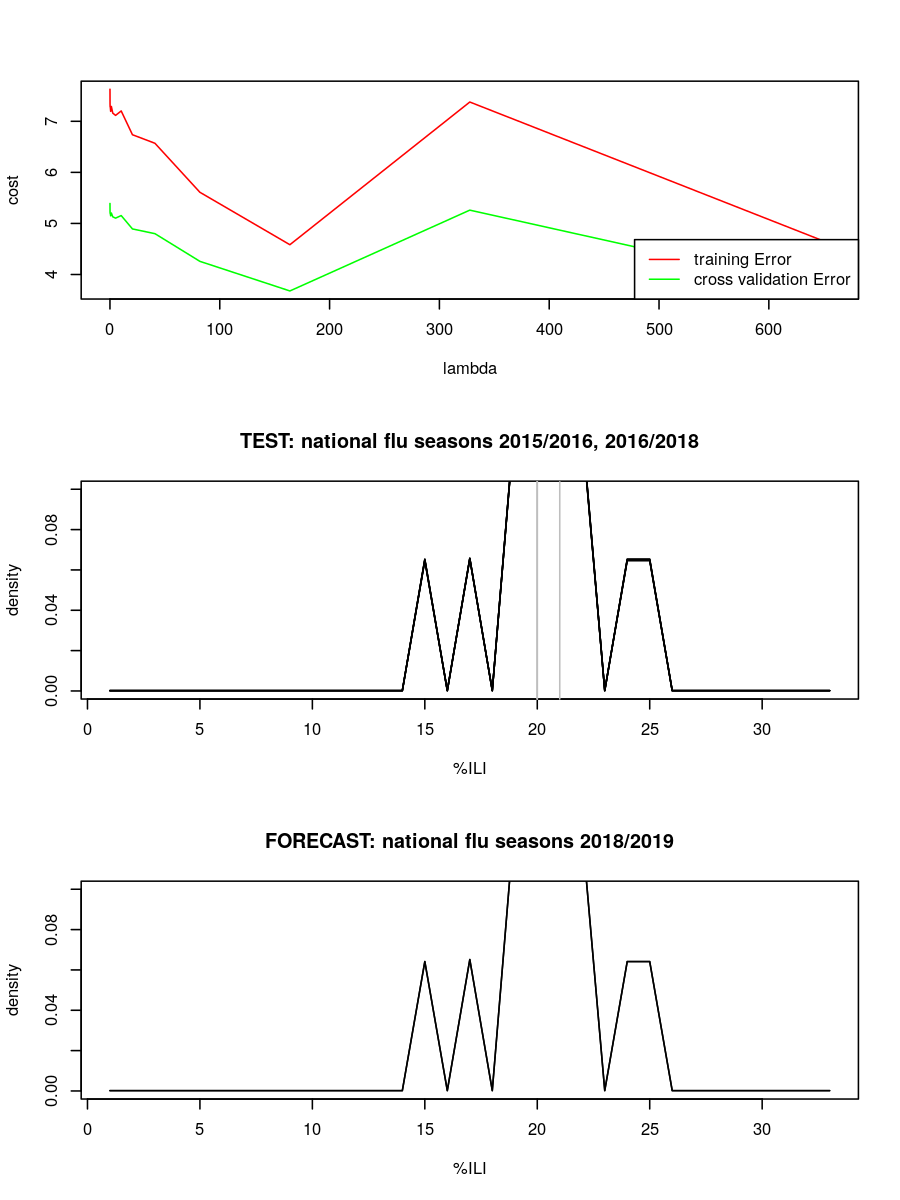 cost
7
6
5
4
training Error
cross validation Error
0 100 200 300 400 500 600
lambda
TEST: national flu seasons 2015/2016, 2016/2018
density
0.08
0.04
0.00
0 5 10 15 20 25 30
%ILI
FORECAST: national flu seasons 2018/2019
density
0.08
0.04
0.00
0 5 10 15 20 25 30
%ILI